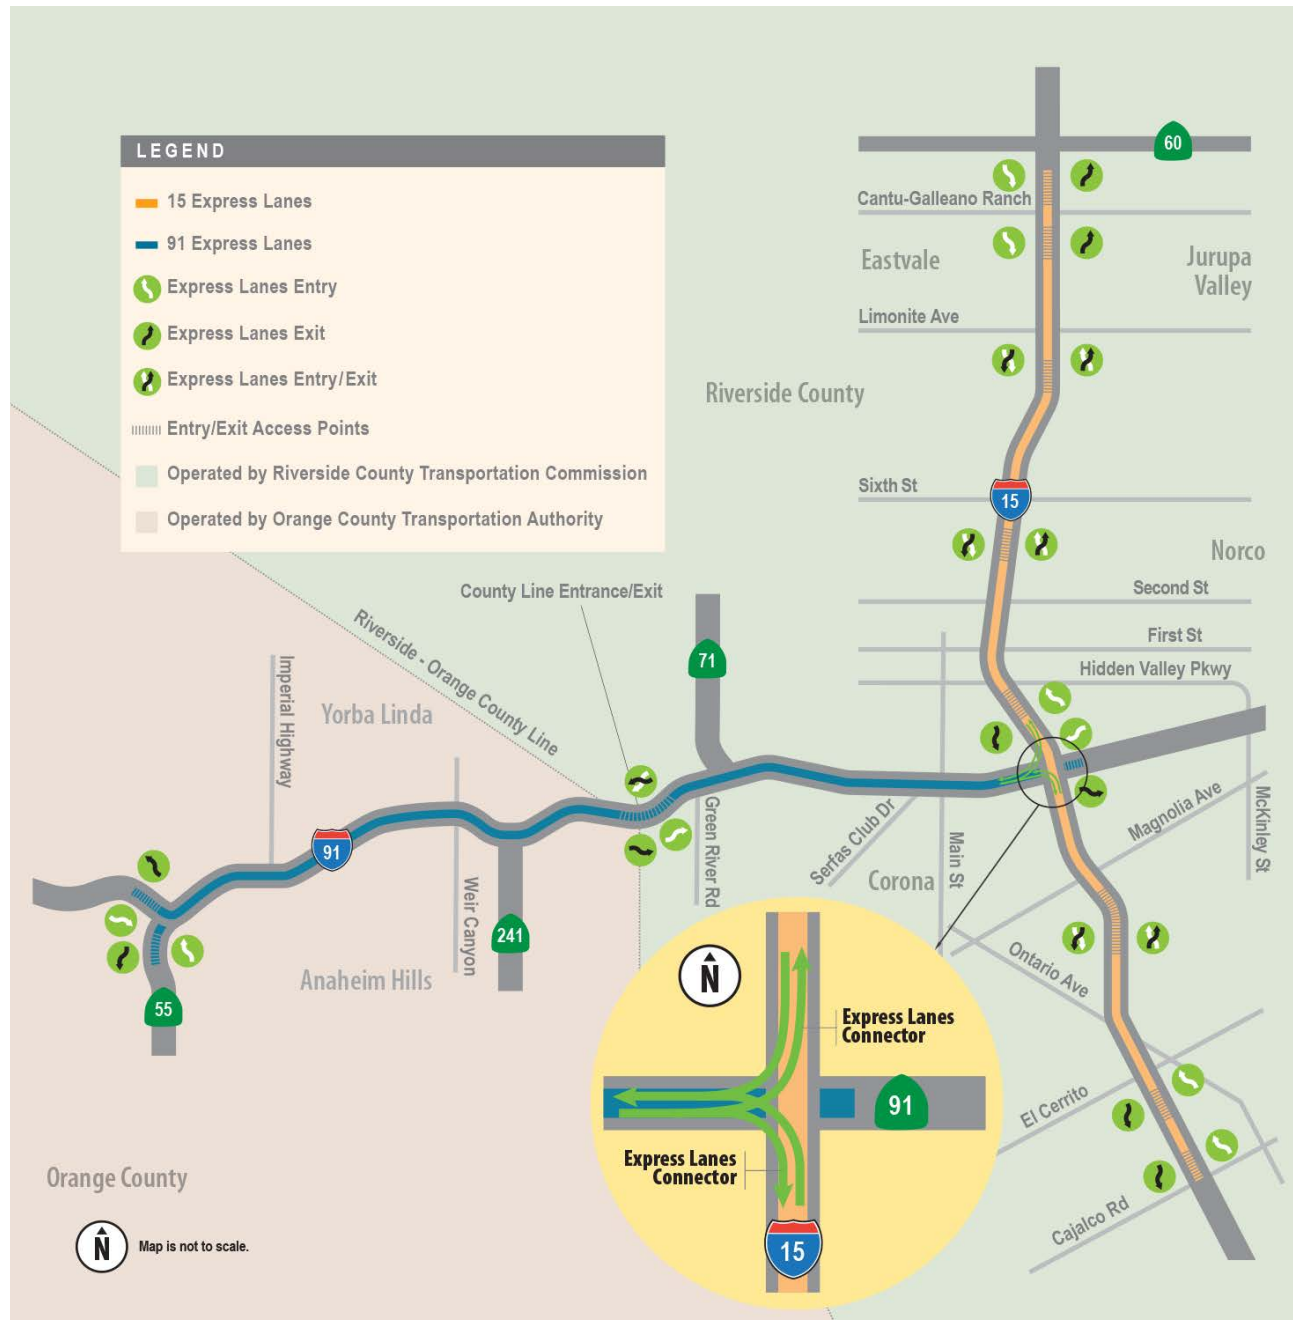 LEGEND
15 Express Lanes
91 Express Lanes
Express Lanes Entry
Express Lanes Exit
Express Lanes Entry/Exit
Entry/Exit Access Points
Operated by Riverside County Transportation Commission
Operated by Orange County Transportation Authority
60
Cantu-Galleano Ranch
Eastvale
Jurupa
Valley
Limonite Ave
Riverside County
Sixth St
15
Norco
County Line Entrance/Exit
Second St
First St
Hidden Valley Pkwy
Riverside - Orange County Line
71
Imperial Highway
Yorba Linda
91
Weir Canyon
Green River Rd
Serfas Club Dr
Main St
Magnolia Ave
McKinley St
Corona
241
Anaheim Hills
55
N
Ontario Ave
Express Lanes
Connector
91
El Cerrito
Express Lanes
Connector
Orange County
15
Cajalco Rd
N
Map is not to scale.